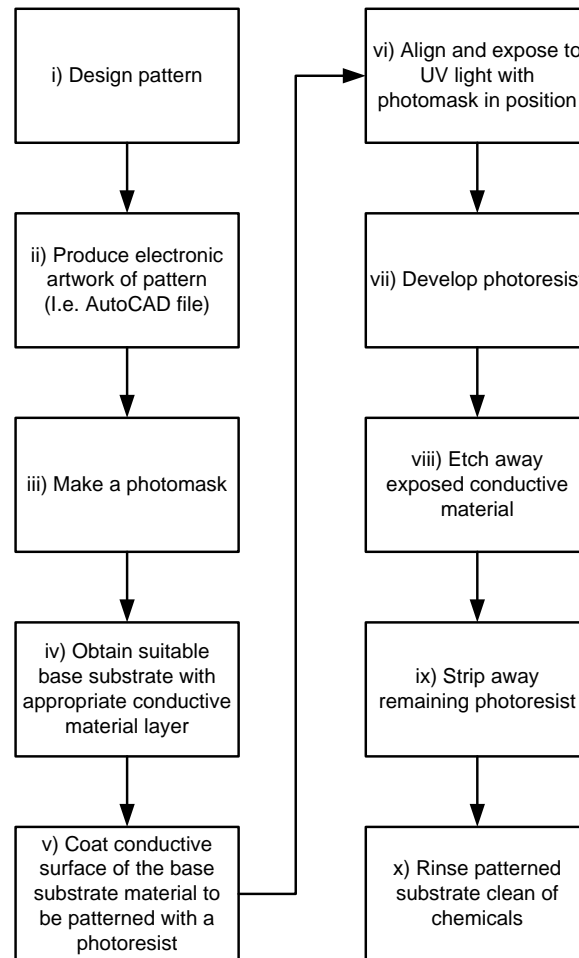 i) Design pattern
ii) Produce electronic
artwork of pattern
(I.e. AutoCAD file)
iii) Make a photomask
iv) Obtain suitable
base substrate with
appropriate conductive
material layer
v) Coat conductive
surface of the base
substrate material to
be patterned with a
photoresist
vi) Align and expose to
UV light with
photomask in position
vii) Develop photoresist
viii) Etch away
exposed conductive
material
ix) Strip away
remaining photoresist
x) Rinse patterned
substrate clean of
chemicals